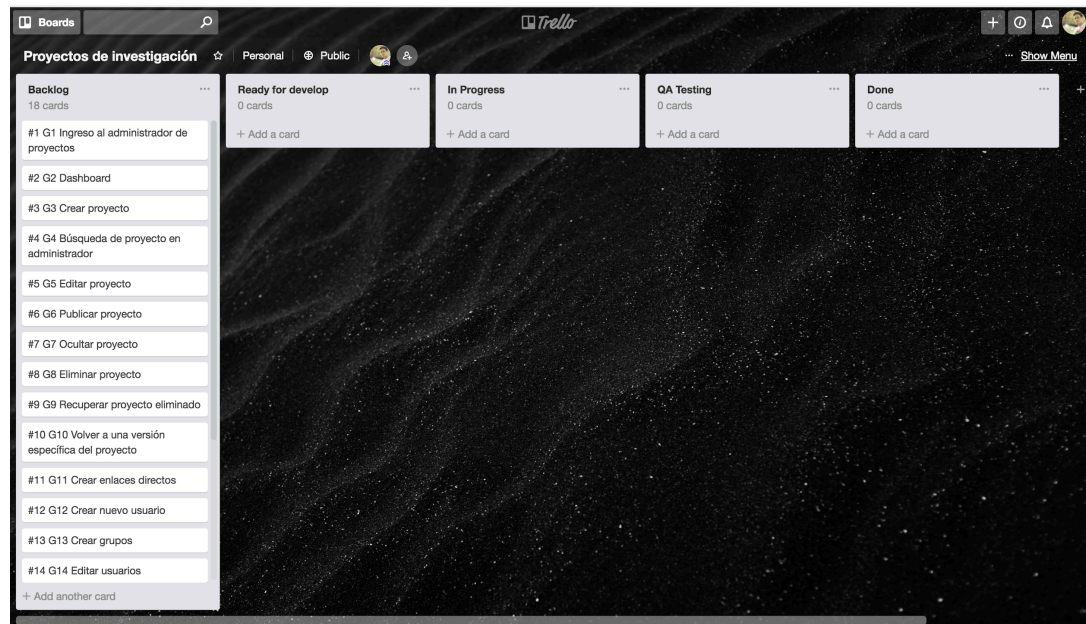 Boards
Trello
Proyectos de investigación
Personal
Public
Show Menu
Backlog
18 cards
#1 G1 Ingreso al administrador de
proyectos
#2 G2 Dashboard
#3 G3 Crear proyecto
#4 G4 Búsqueda de proyecto en
administrador
#5 G5 Editar proyecto
#6 G6 Publicar proyecto
#7 G7 Ocultar proyecto
#8 G8 Eliminar proyecto
#9 G9 Recuperar proyecto eliminado
#10 G10 Volver a una versión
específica del proyecto
#11 G11 Crear enlaces directos
#12 G12 Crear nuevo usuario
#13 G13 Crear grupos
#14 G14 Editar usuarios
+ Add another card
Ready for develop
0 cards
+ Add a card
In Progress
0 cards
+ Add a card
QA Testing
0 cards
+ Add a card
Done
0 cards
+ Add a card